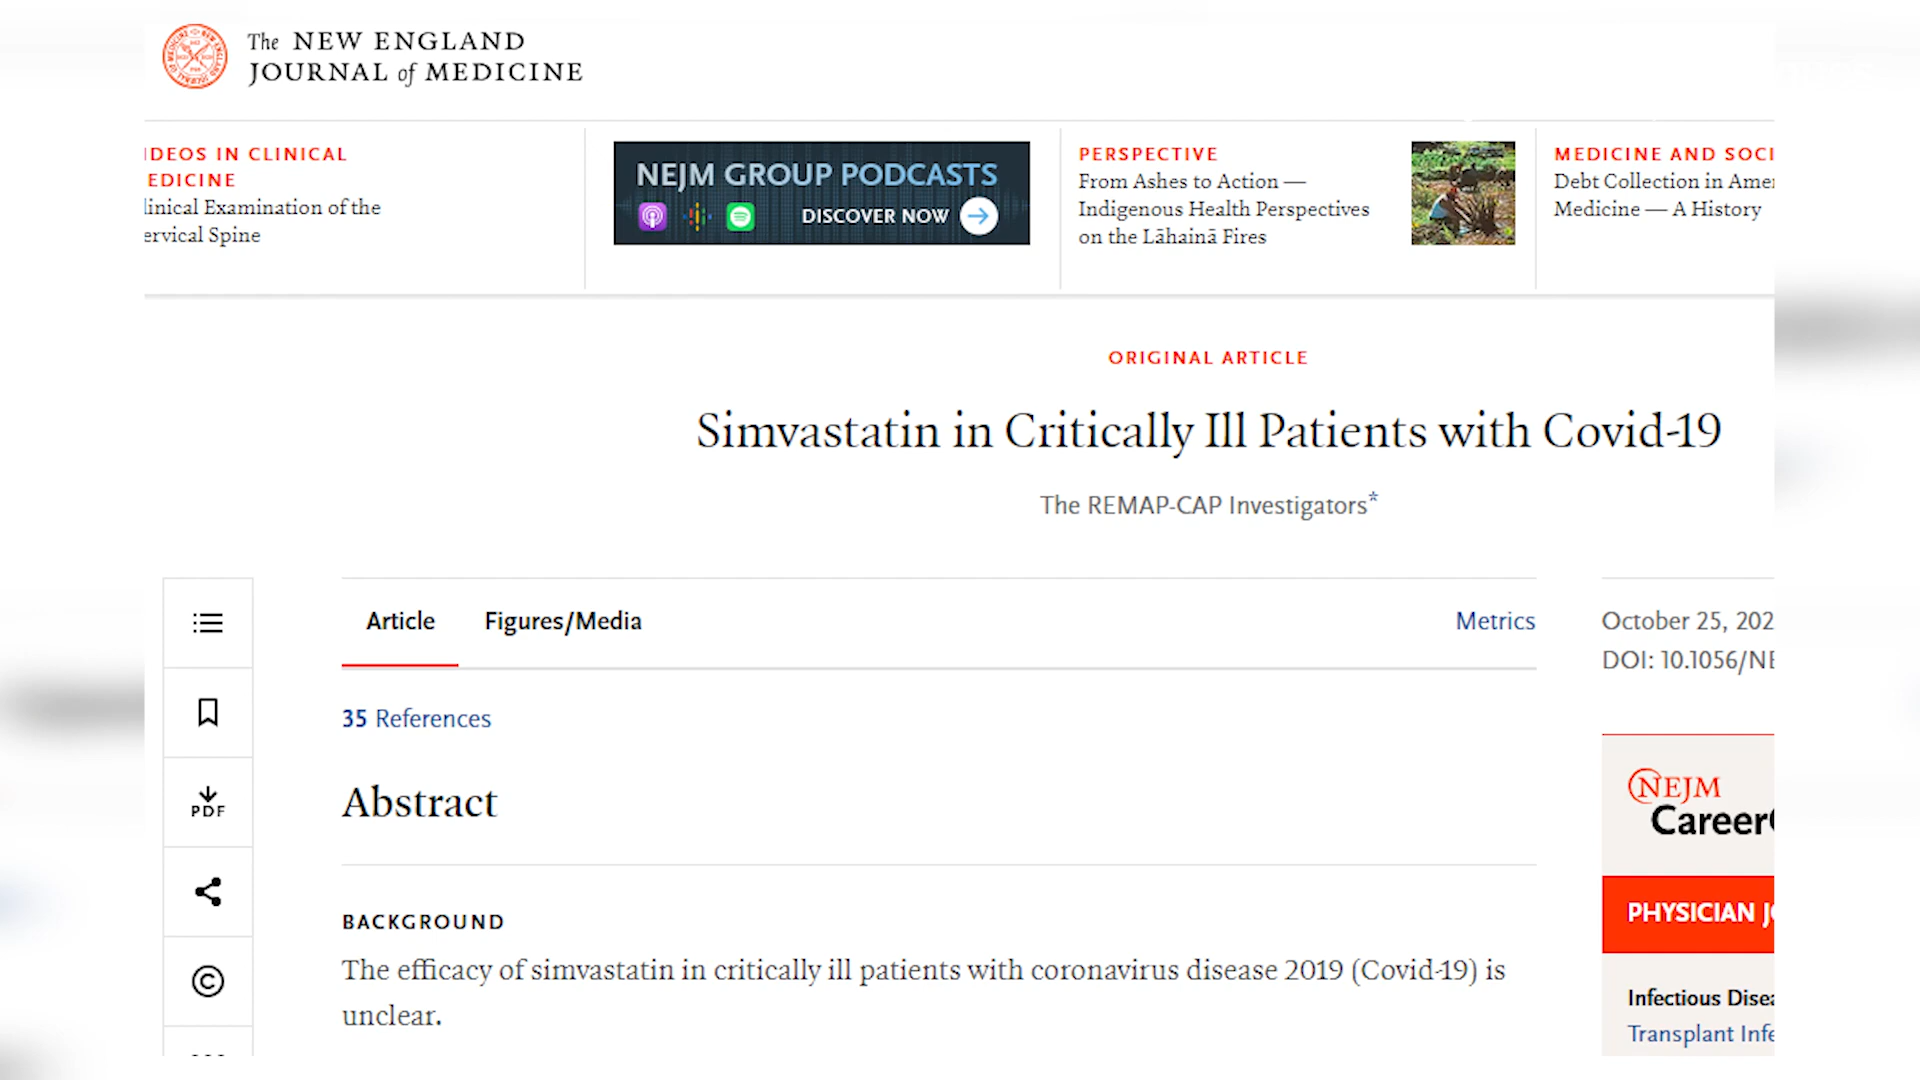 The NEW ENGLAND
JOURNAL of MEDICINE
IDEOS IN CLINICAL
EDICINE
linical Examination of the
ervical Spine
NEJM GROUP PODCASTS
DISCOVER NOW
PERSPECTIVE
From Ashes to Action —
Indigenous Health Perspectives
on the Lāhainā Fires
MEDICINE AND SOCI
Debt Collection in Amer
Medicine — A History
ORIGINAL ARTICLE
Simvastatin in Critically Ill Patients with Covid-19
The REMAP-CAP Investigators*
Article
Figures/Media
Metrics
October 25, 202
DOI: 10.1056/NE
35 References
Abstract
PDF
NEJM
Career
PHYSICIAN J
BACKGROUND
The efficacy of simvastatin in critically ill patients with coronavirus disease 2019 (Covid-19) is
unclear.
Infectious Disea
Transplant Infe